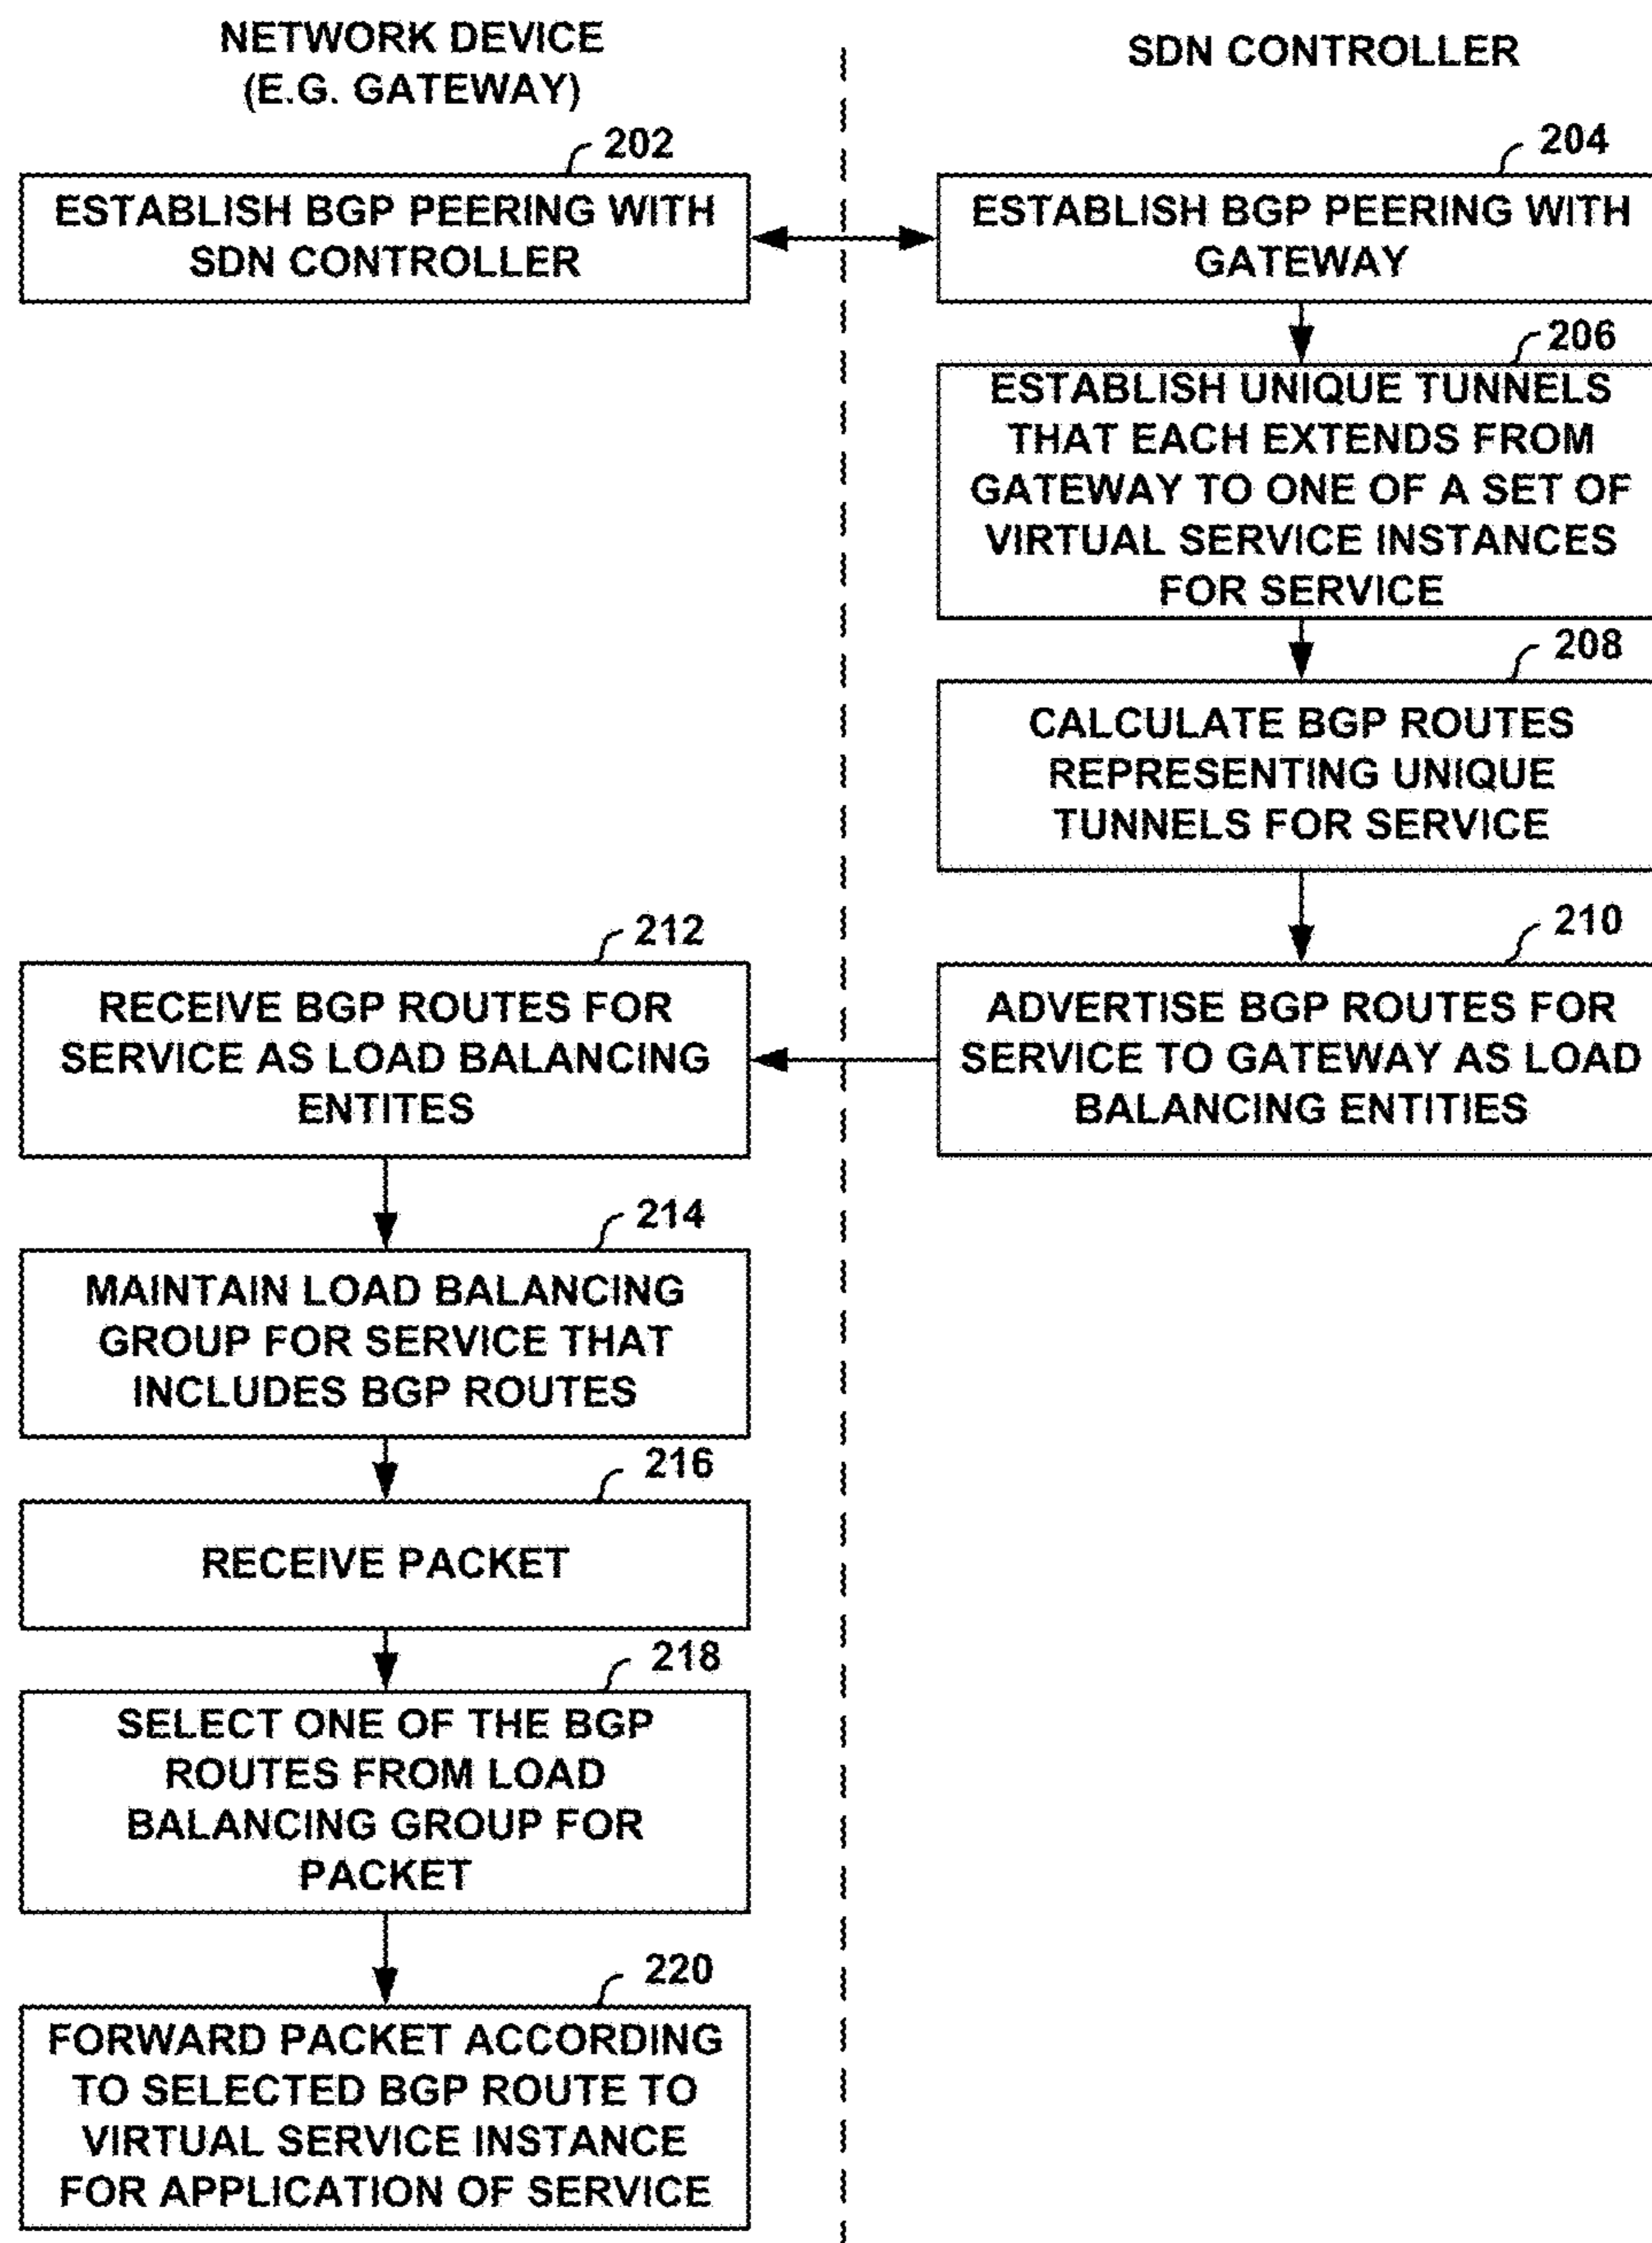 NETWORK DEVICE
(E.G. GATEWAY)
SDN CONTROLLER
202
ESTABLISH BGP PEERING WITH
SDN CONTROLLER
204
ESTABLISH BGP PEERING WITH
GATEWAY
206
ESTABLISH UNIQUE TUNNELS
THAT EACH EXTENDS FROM
GATEWAY TO ONE OF A SET OF
VIRTUAL SERVICE INSTANCES
FOR SERVICE
208
CALCULATE BGP ROUTES
REPRESENTING UNIQUE
TUNNELS FOR SERVICE
210
ADVERTISE BGP ROUTES FOR
SERVICE TO GATEWAY AS LOAD
BALANCING ENTITIES
212
RECEIVE BGP ROUTES FOR
SERVICE AS LOAD BALANCING
ENTITES
214
MAINTAIN LOAD BALANCING
GROUP FOR SERVICE THAT
INCLUDES BGP ROUTES
216
RECEIVE PACKET
218
SELECT ONE OF THE BGP
ROUTES FROM LOAD
BALANCING GROUP FOR
PACKET
220
FORWARD PACKET ACCORDING
TO SELECTED BGP ROUTE TO
VIRTUAL SERVICE INSTANCE
FOR APPLICATION OF SERVICE